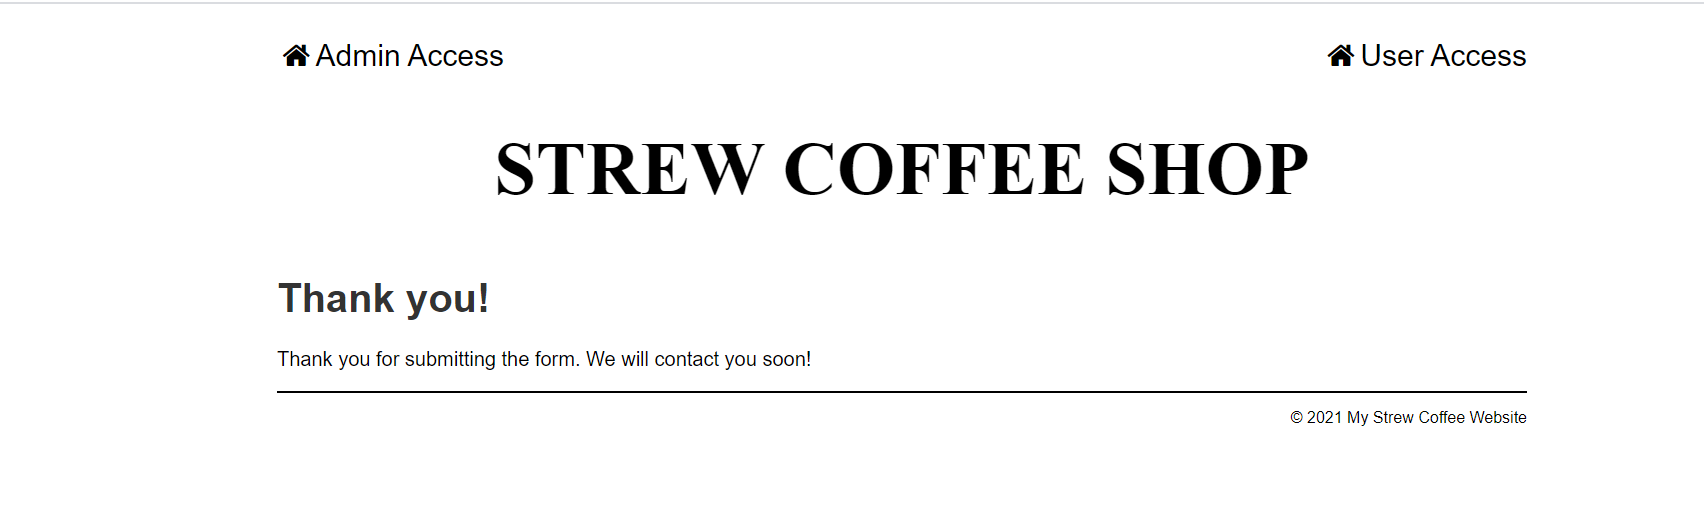 Admin Access
User Access
STREW COFFEE SHOP
Thank you!
Thank you for submitting the form. We will contact you soon!
© 2021 My Strew Coffee Website